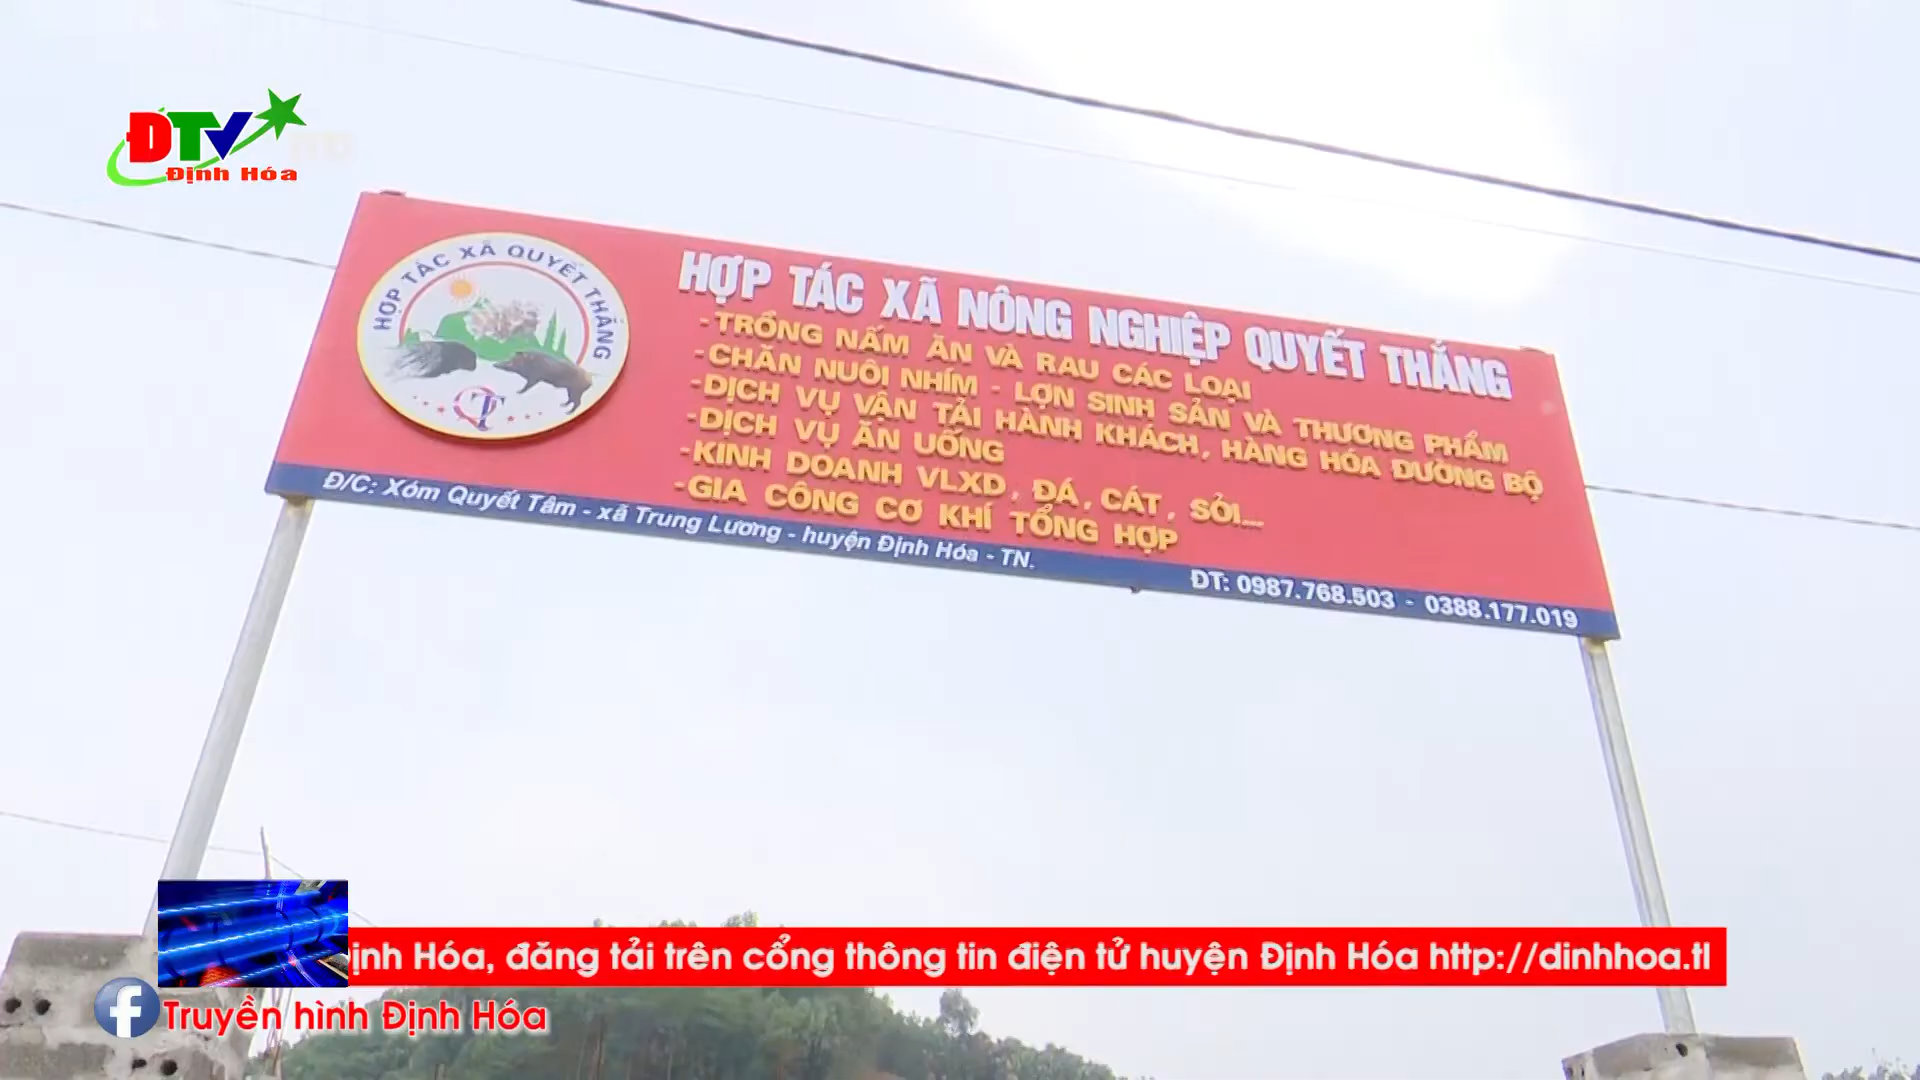 ĐTV
Định Hóa
HỢP TÁC XÃ QUYẾT THẮNG
QT
HỢP TÁC XÃ NÔNG NGHIỆP QUYẾT THẮNG
-TRỒNG NẤM ĂN VÀ RAU CÁC LOẠI
-CHĂN NUÔI NHÍM - LỢN SINH SẢN VÀ THƯƠNG PHẨM
-DỊCH VỤ VẬN TẢI HÀNH KHÁCH, HÀNG HÓA ĐƯỜNG BỘ
-DỊCH VỤ ĂN UỐNG
-KINH DOANH VLXD, ĐÁ, CÁT, SỎI...
-GIA CÔNG CƠ KHÍ TỔNG HỢP
Đ/C: Xóm Quyết Tâm - xã Trung Lương - huyện Định Hóa - TN.
ĐT: 0987.768.503 - 0388.177.019
Định Hóa, đăng tải trên cổng thông tin điện tử huyện Định Hóa http://dinhhoa.tl
Truyền hình Định Hóa